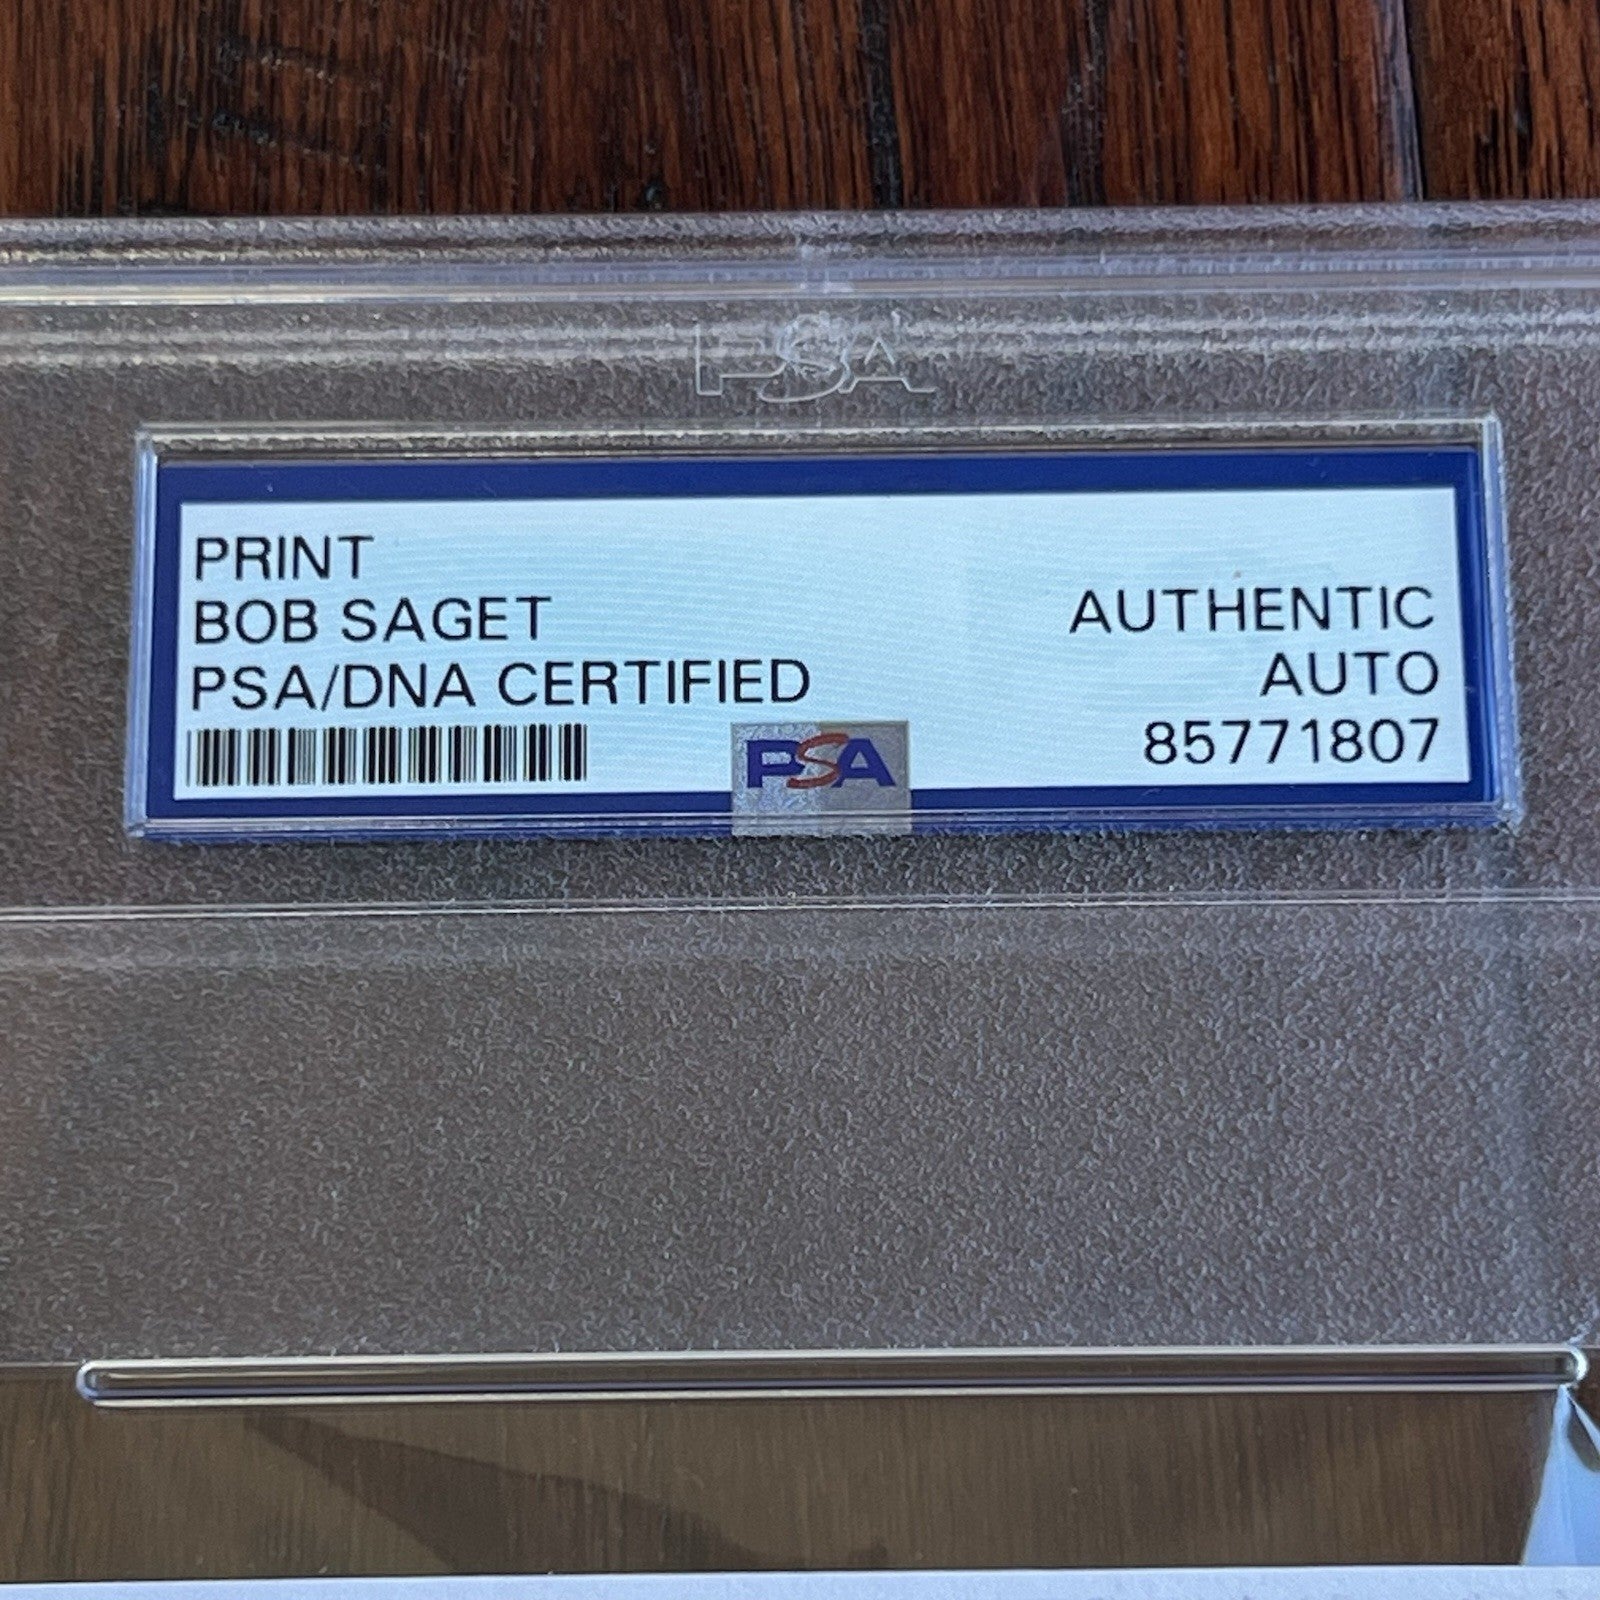 PSA
PRINT
BOB SAGET
PSA/DNA CERTIFIED
AUTHENTIC
AUTO
85771807
PSA